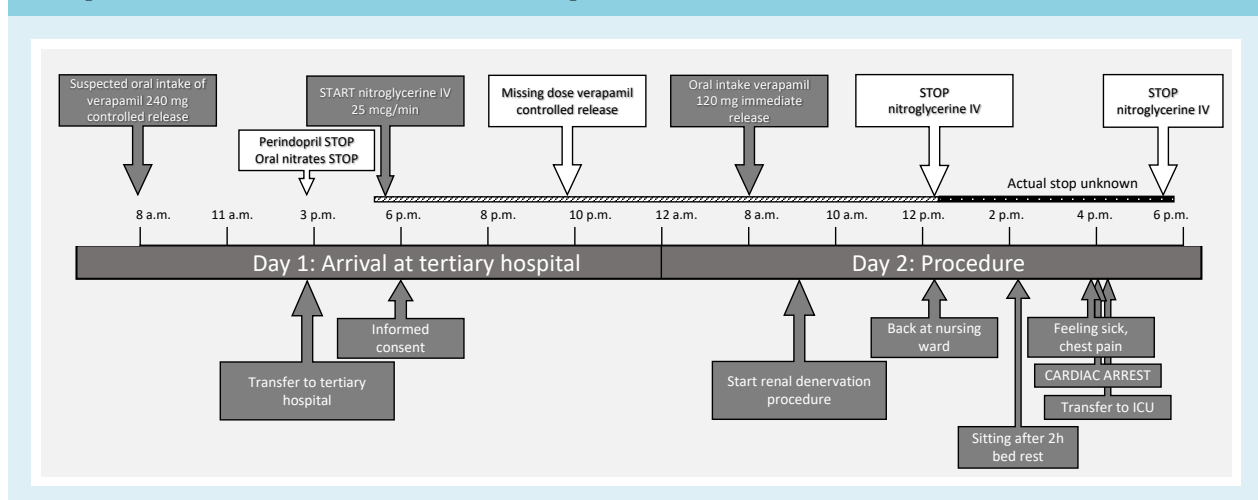 Suspected oral intake of
verapamil 240 mg
controlled release
START nitroglycerine IV
25 mcg/min
Missing dose verapamil
controlled release
Oral intake verapamil
120 mg immediate
release
STOP
nitroglycerine IV
STOP
nitroglycerine IV
Perindopril STOP
Oral nitrates STOP
Actual stop unknown
8 a.m. 11 a.m. 3 p.m. 6 p.m. 8 p.m. 10 p.m. 12 a.m. 8 a.m. 10 a.m. 12 p.m. 2 p.m. 4 p.m. 6 p.m.
Day 1: Arrival at tertiary hospital Day 2: Procedure
Informed
consent
Back at nursing
ward
Feeling sick,
chest pain
Transfer to tertiary
hospital
Start renal denervation
procedure
CARDIAC ARREST
Transfer to ICU
Sitting after 2h
bed rest